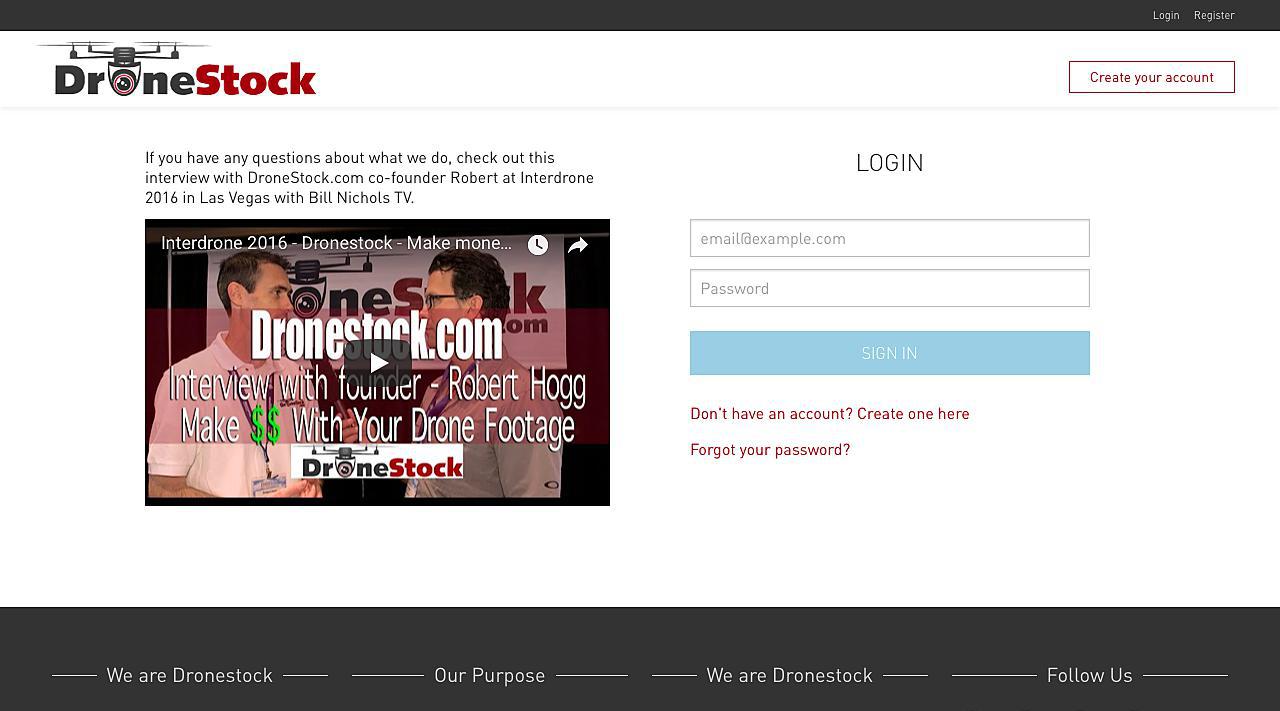 Login Register
DroneStock
Create your account
If you have any questions about what we do, check out this
interview with DroneStock.com co-founder Robert at Interdrone
2016 in Las Vegas with Bill Nichols TV.
Interdrone 2016 - Dronestock - Make mone...
Dronestock.com
Interview with founder - Robert Hogg
Make $$ With Your Drone Footage
DroneStock
LOGIN
email@example.com
Password
SIGN IN
Don't have an account? Create one here
Forgot your password?
We are Dronestock
Our Purpose
We are Dronestock
Follow Us